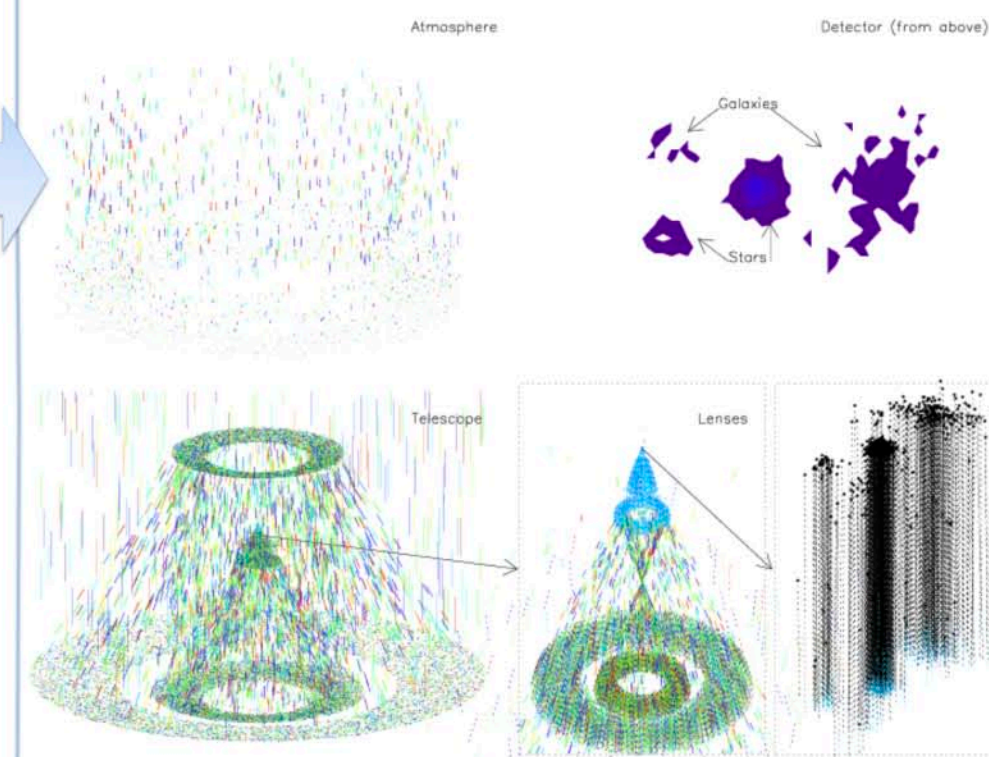 Atmosphere
Detector (from above)
Galaxies
Stars
Telescope
Lenses